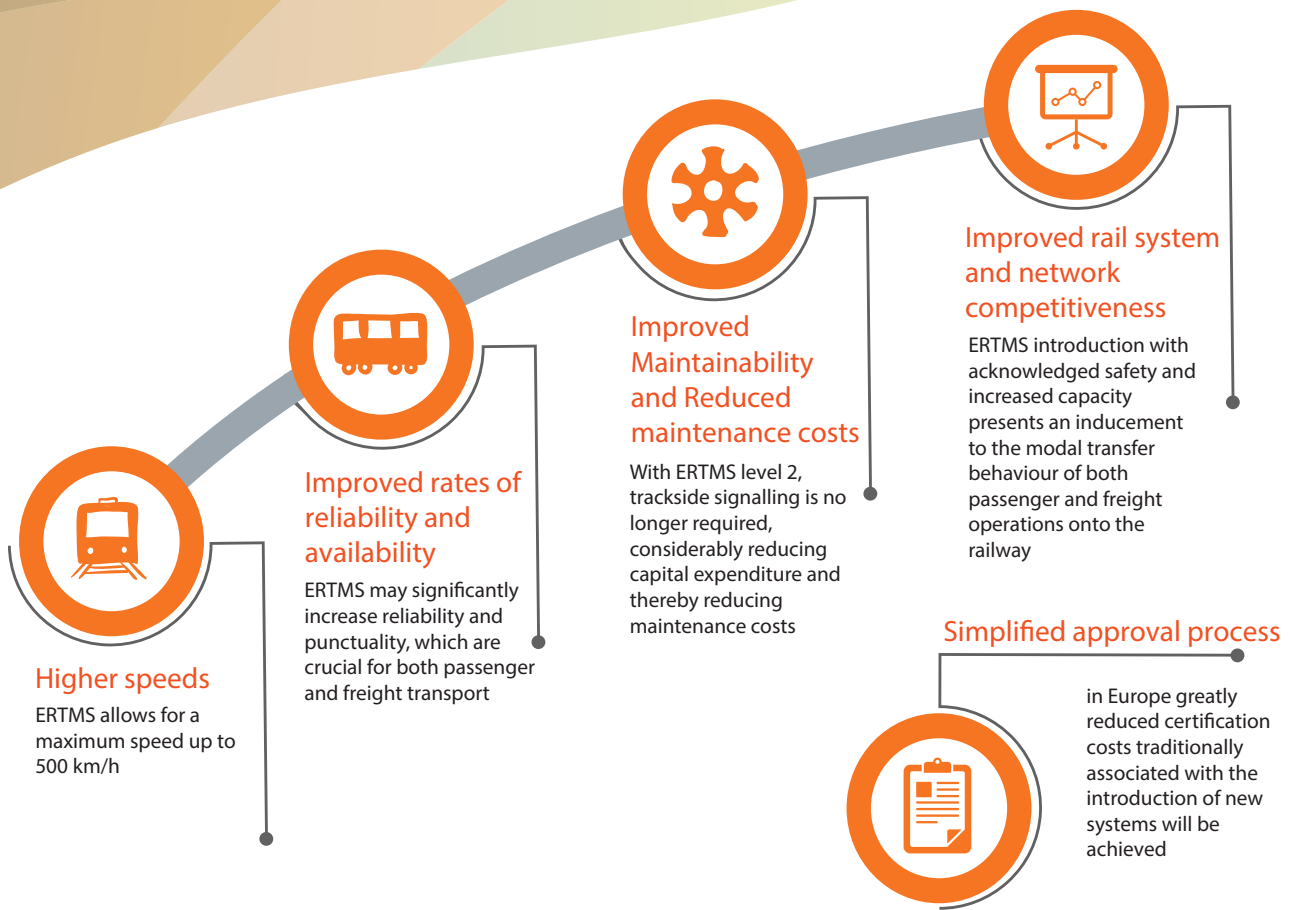 Higher speeds
ERTMS allows for a
maximum speed up to
500 km/h
Improved rates of
reliability and
availability
ERTMS may significantly
increase reliability and
punctuality, which are
crucial for both passenger
and freight transport
Improved
Maintainability
and Reduced
maintenance costs
With ERTMS level 2,
trackside signalling is no
longer required,
considerably reducing
capital expenditure and
thereby reducing
maintenance costs
Improved rail system
and network
competitiveness
ERTMS introduction with
acknowledged safety and
increased capacity
presents an inducement
to the modal transfer
behaviour of both
passenger and freight
operations onto the
railway
Simplified approval process
in Europe greatly
reduced certification
costs traditionally
associated with the
introduction of new
systems will be
achieved